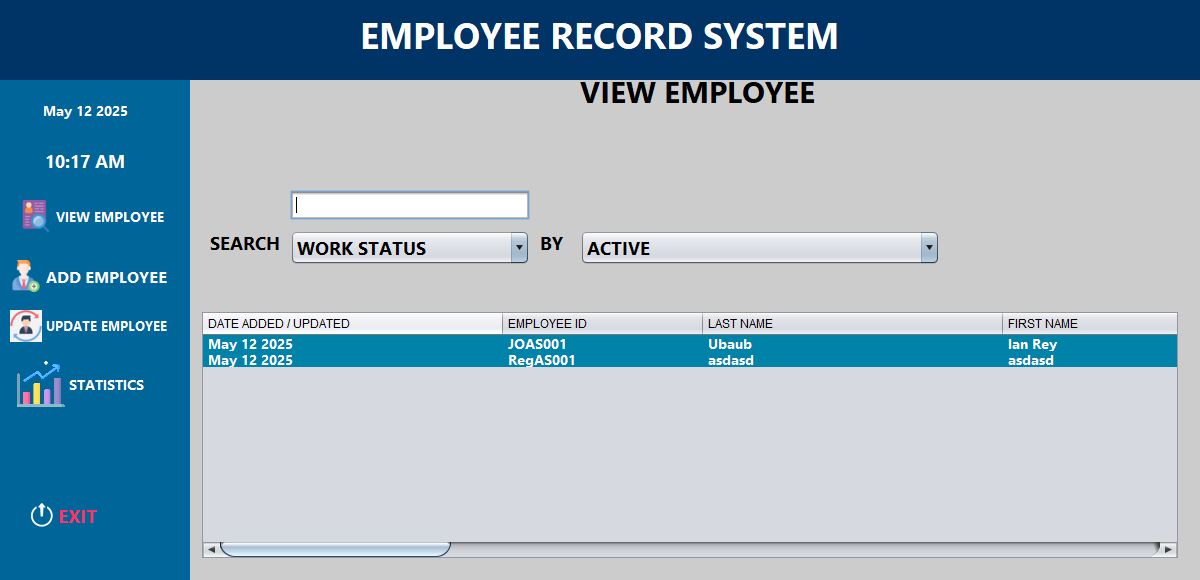 EMPLOYEE RECORD SYSTEM
May 12 2025
10:17 AM
VIEW EMPLOYEE
ADD EMPLOYEE
UPDATE EMPLOYEE
STATISTICS
EXIT
VIEW EMPLOYEE
SEARCH WORK STATUS BY ACTIVE
DATE ADDED / UPDATED EMPLOYEE ID LAST NAME FIRST NAME
May 12 2025 JOAS001 Ubaub Ian Rey
May 12 2025 RegAS001 asdasd asdasd